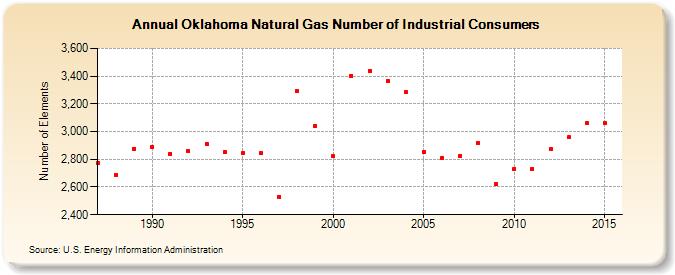 Annual Oklahoma Natural Gas Number of Industrial Consumers
Number of Elements
3,600
3,400
3,200
3,000
2,800
2,600
2,400
1990 1995 2000 2005 2010 2015
Source: U.S. Energy Information Administration